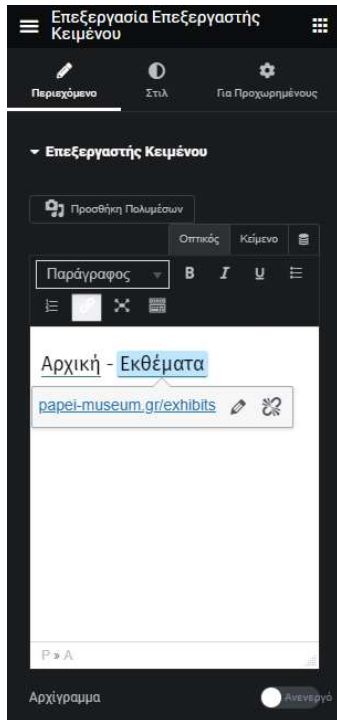 Επεξεργασία Επεξεργαστής
Κειμένου
Περιεχόμενο Στιλ Για Προχωρημένους
Επεξεργαστής Κειμένου
Προσθήκη Πολυμέσων
Οπτικός Κείμενο
Παράγραφος B I U
Αρχική - Εκθέματα
papei-museum.gr/exhibits
P » A
Αρχίγραμμα Ανενεργό